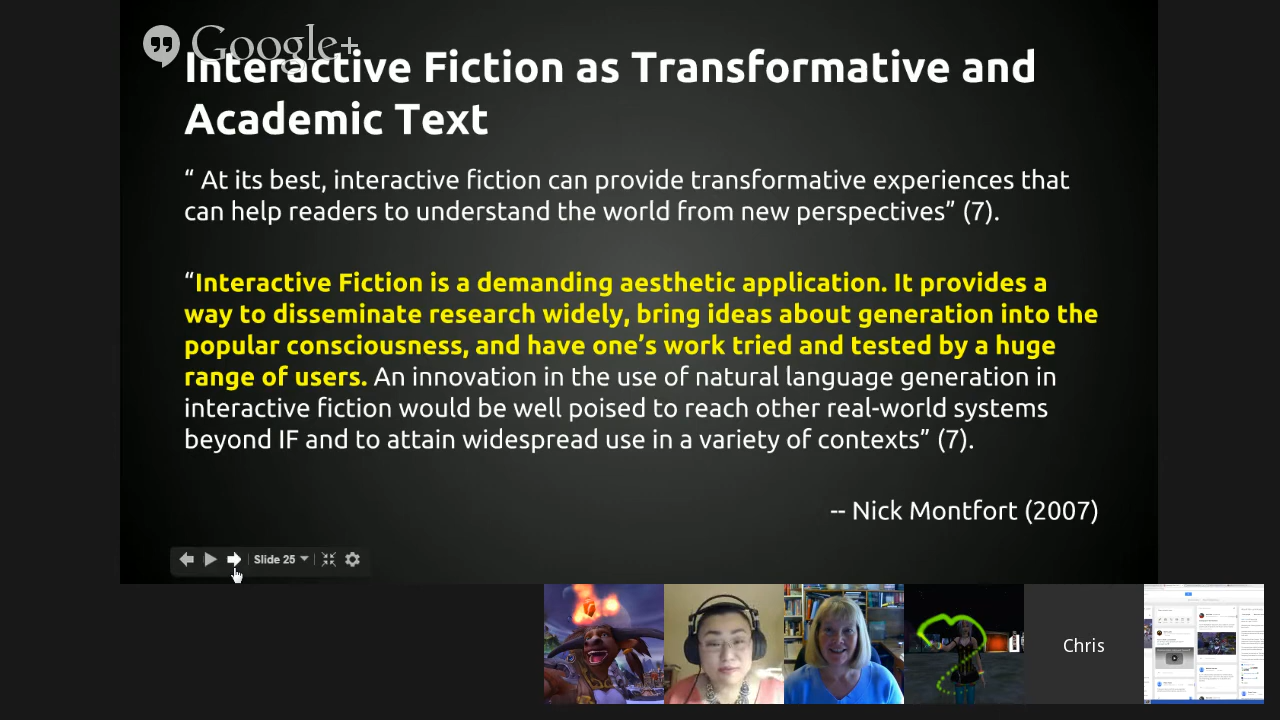 Google+
Interactive Fiction as Transformative and
Academic Text
“ At its best, interactive fiction can provide transformative experiences that
can help readers to understand the world from new perspectives” (7).
“Interactive Fiction is a demanding aesthetic application. It provides a
way to disseminate research widely, bring ideas about generation into the
popular consciousness, and have one’s work tried and tested by a huge
range of users. An innovation in the use of natural language generation in
interactive fiction would be well poised to reach other real-world systems
beyond IF and to attain widespread use in a variety of contexts” (7).
-- Nick Montfort (2007)
Slide 25
Chris